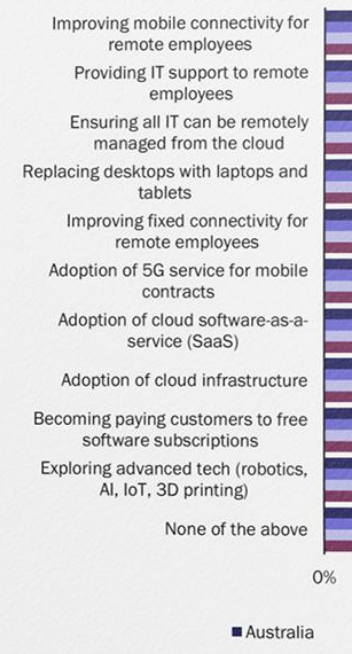 Improving mobile connectivity for
remote employees
Providing IT support to remote
employees
Ensuring all IT can be remotely
managed from the cloud
Replacing desktops with laptops and
tablets
Improving fixed connectivity for
remote employees
Adoption of 5G service for mobile
contracts
Adoption of cloud software-as-a-
service (SaaS)
Adoption of cloud infrastructure
Becoming paying customers to free
software subscriptions
Exploring advanced tech (robotics,
AI, IoT, 3D printing)
None of the above
0%
Australia